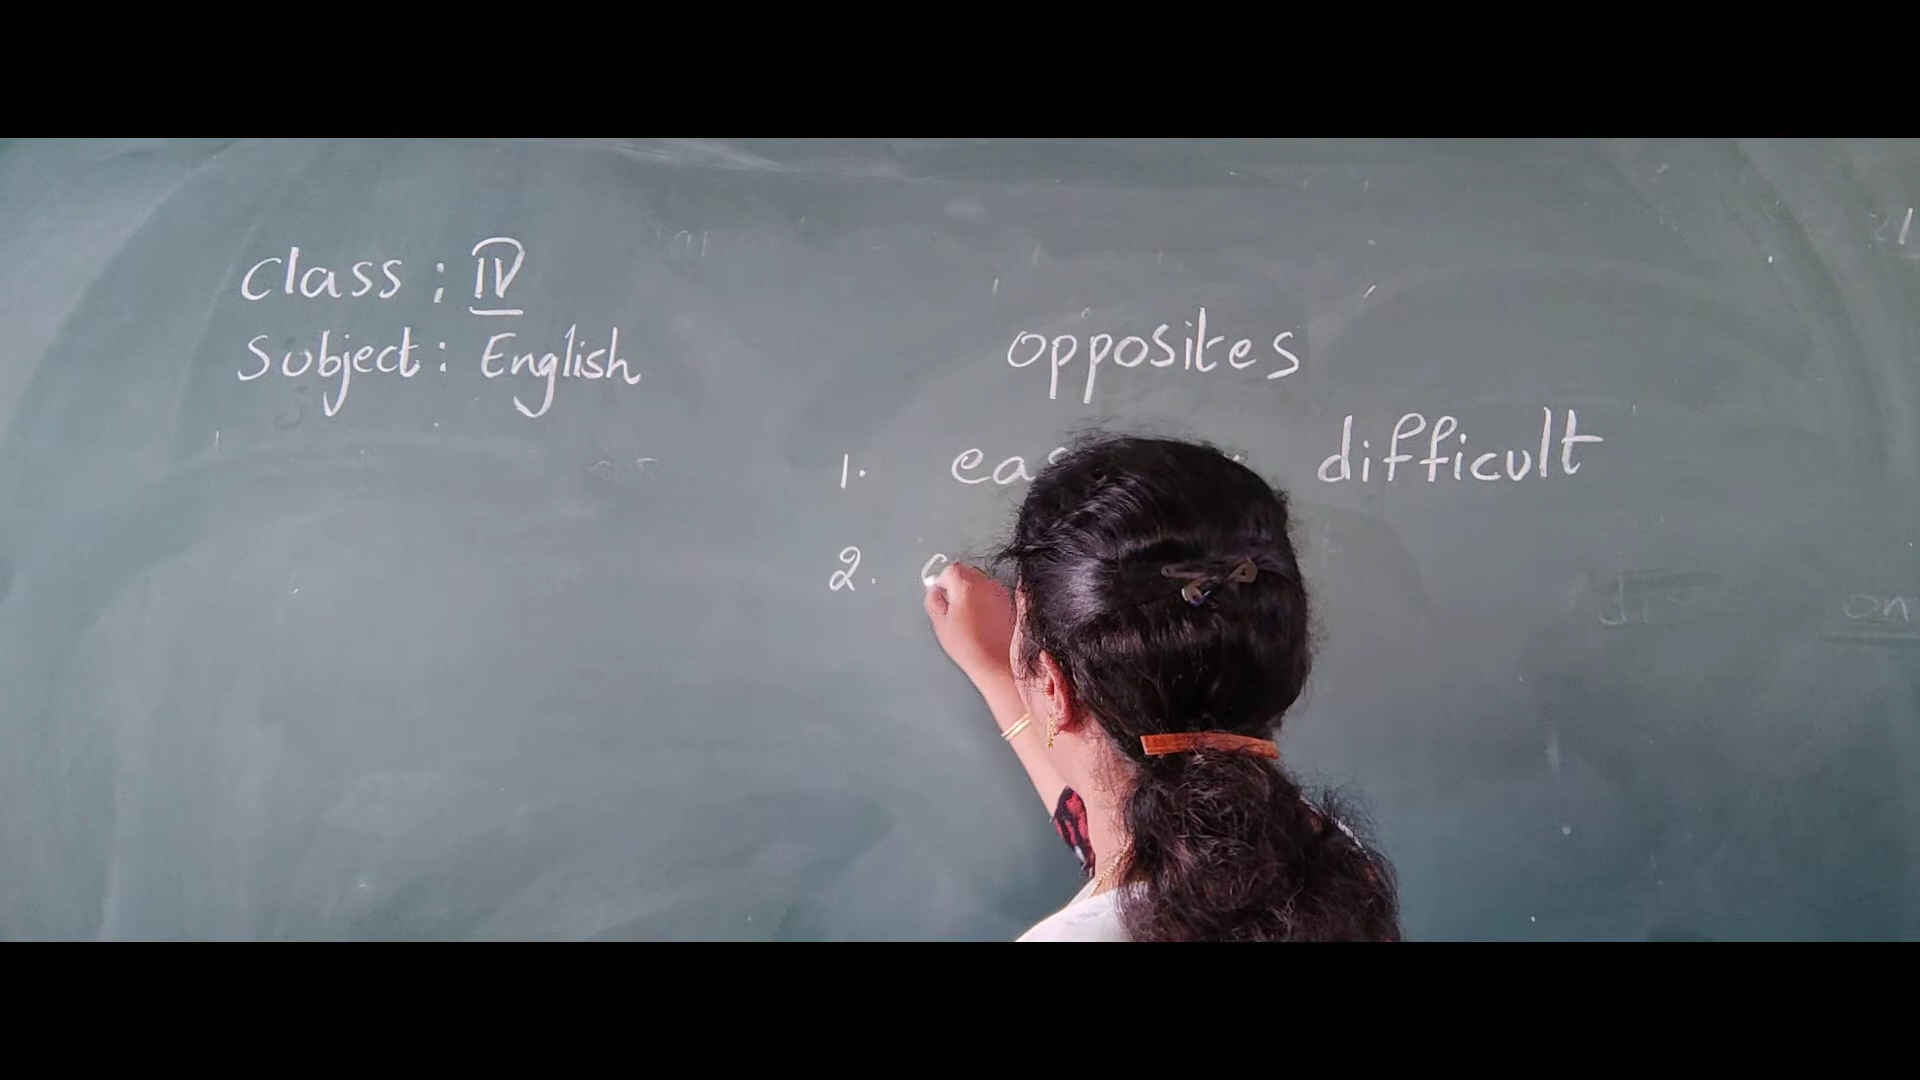 Class : IV
Subject : English
opposites
1. ea difficult
2.